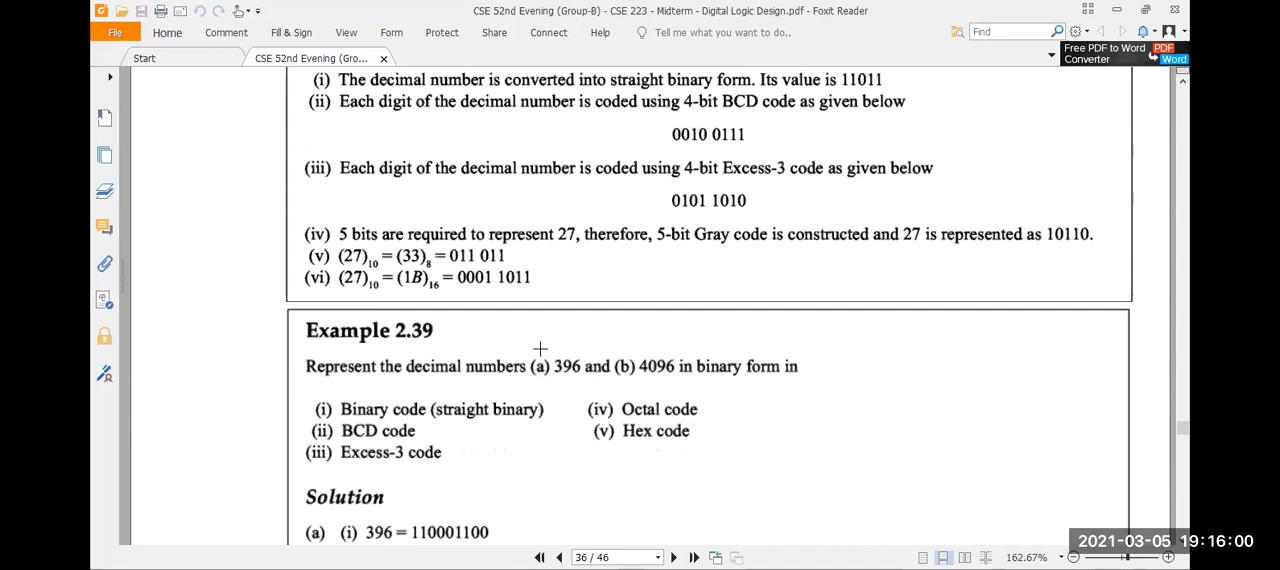 CSE 52nd Evening (Group-B) - CSE 223 - Midterm - Digital Logic Design.pdf - Foxit Reader
File Home Comment Fill & Sign View Form Protect Share Connect Help Tell me what you want to do.. Find
Start CSE 52nd Evening (Gro... Free PDF to Word Converter PDF Word
(i) The decimal number is converted into straight binary form. Its value is 11011
(ii) Each digit of the decimal number is coded using 4-bit BCD code as given below
0010 0111
(iii) Each digit of the decimal number is coded using 4-bit Excess-3 code as given below
0101 1010
(iv) 5 bits are required to represent 27, therefore, 5-bit Gray code is constructed and 27 is represented as 10110.
(v) (27)₁₀ = (33)₈ = 011 011
(vi) (27)₁₀ = (1B)₁₆ = 0001 1011
Example 2.39
Represent the decimal numbers (a) 396 and (b) 4096 in binary form in
(i) Binary code (straight binary) (iv) Octal code
(ii) BCD code (v) Hex code
(iii) Excess-3 code
Solution
(a) (i) 396 = 110001100
2021-03-05 19:16:00
36 / 46 162.67%